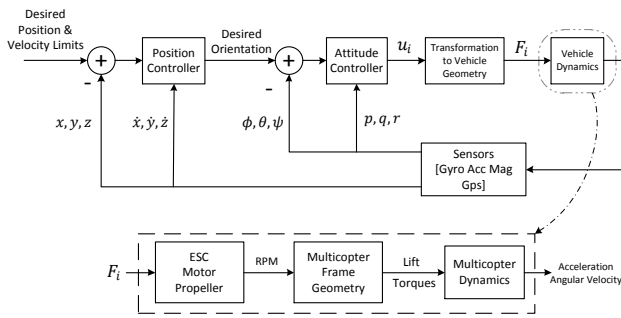 Desired
Position &
Velocity Limits
+
-
Position
Controller
Desired
Orientation
+
-
Attitude
Controller
u_i
Transformation
to Vehicle
Geometry
F_i
Vehicle
Dynamics
x, y, z
ẋ, ẏ, ż
ϕ, θ, ψ
p, q, r
Sensors
[Gyro Acc Mag
Gps]
F_i
ESC
Motor
Propeller
RPM
Multicopter
Frame
Geometry
Lift
Torques
Multicopter
Dynamics
Acceleration
Angular Velocity